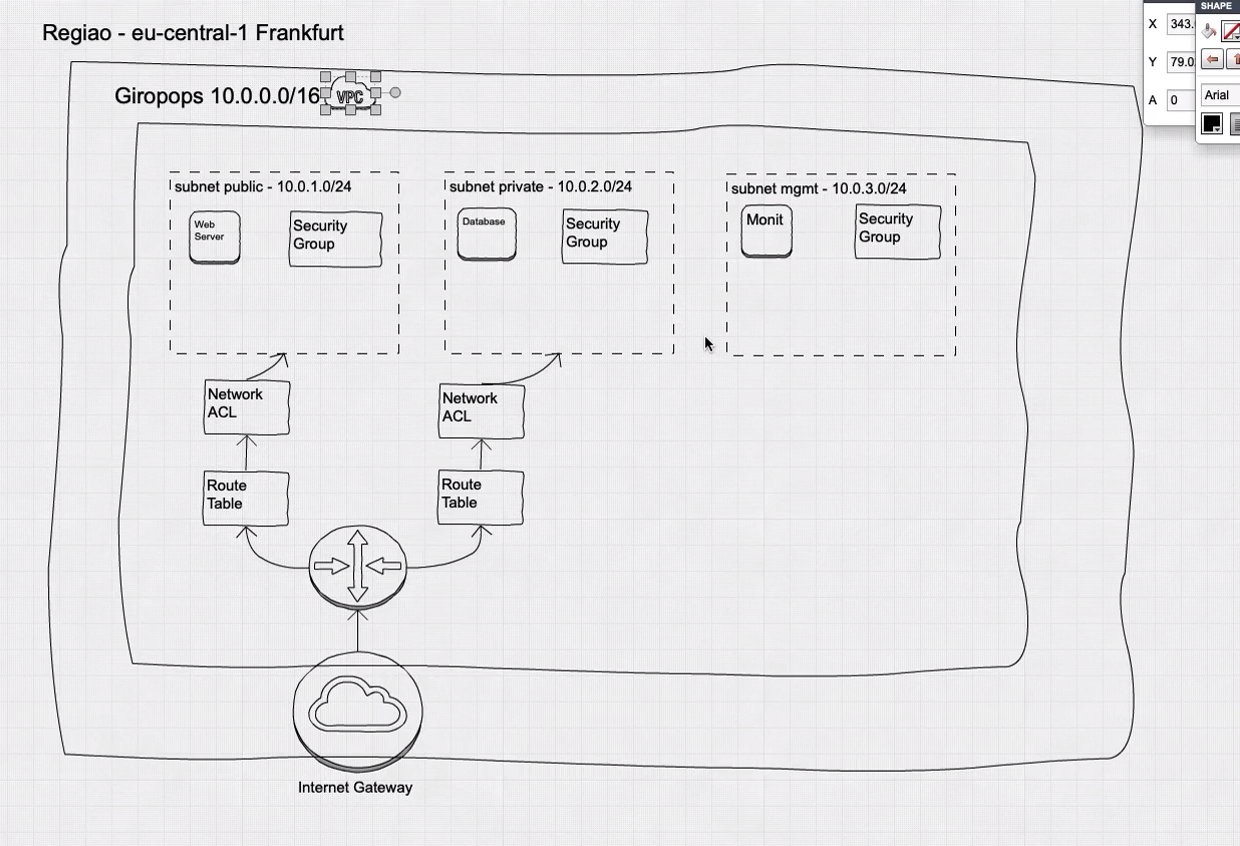 Regiao - eu-central-1 Frankfurt
Giropops 10.0.0.0/16
VPC
subnet public - 10.0.1.0/24
Web
Server
Security
Group
subnet private - 10.0.2.0/24
Database
Security
Group
subnet mgmt - 10.0.3.0/24
Monit
Security
Group
Network
ACL
Network
ACL
Route
Table
Route
Table
Internet Gateway
X 343.
Y 79.0
A 0
SHAPE
Arial